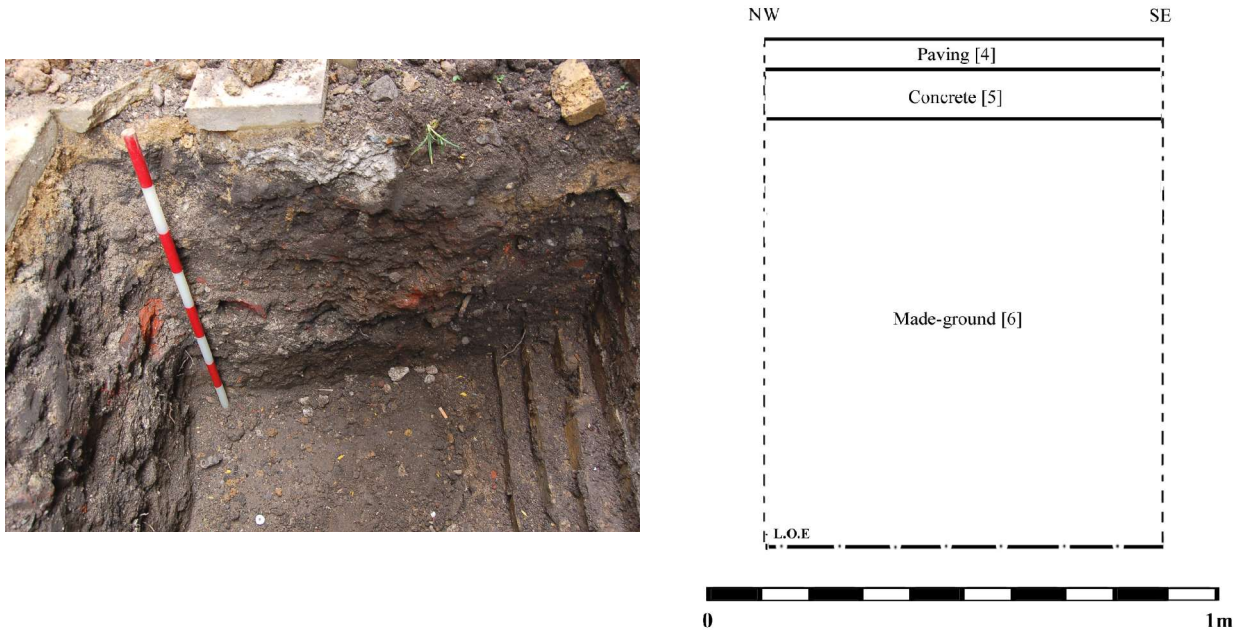 NW SE
Paving [4]
Concrete [5]
Made-ground [6]
L.O.E
0 1m